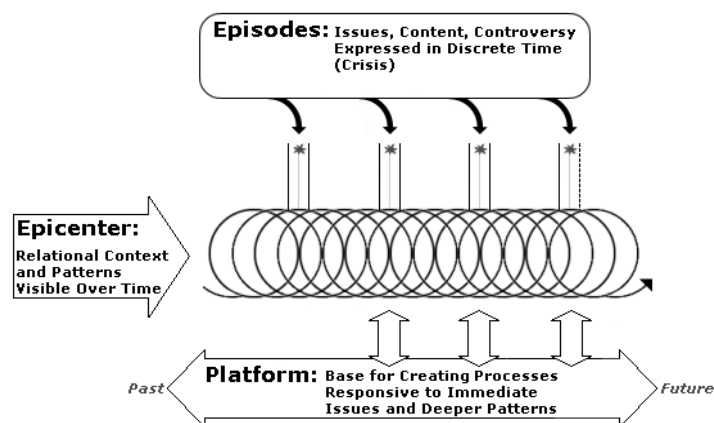 Episodes: Issues, Content, Controversy
Expressed in Discrete Time
(Crisis)
Epicenter:
Relational Context
and Patterns
Visible Over Time
Platform: Base for Creating Processes
Responsive to Immediate
Issues and Deeper Patterns
Past
Future